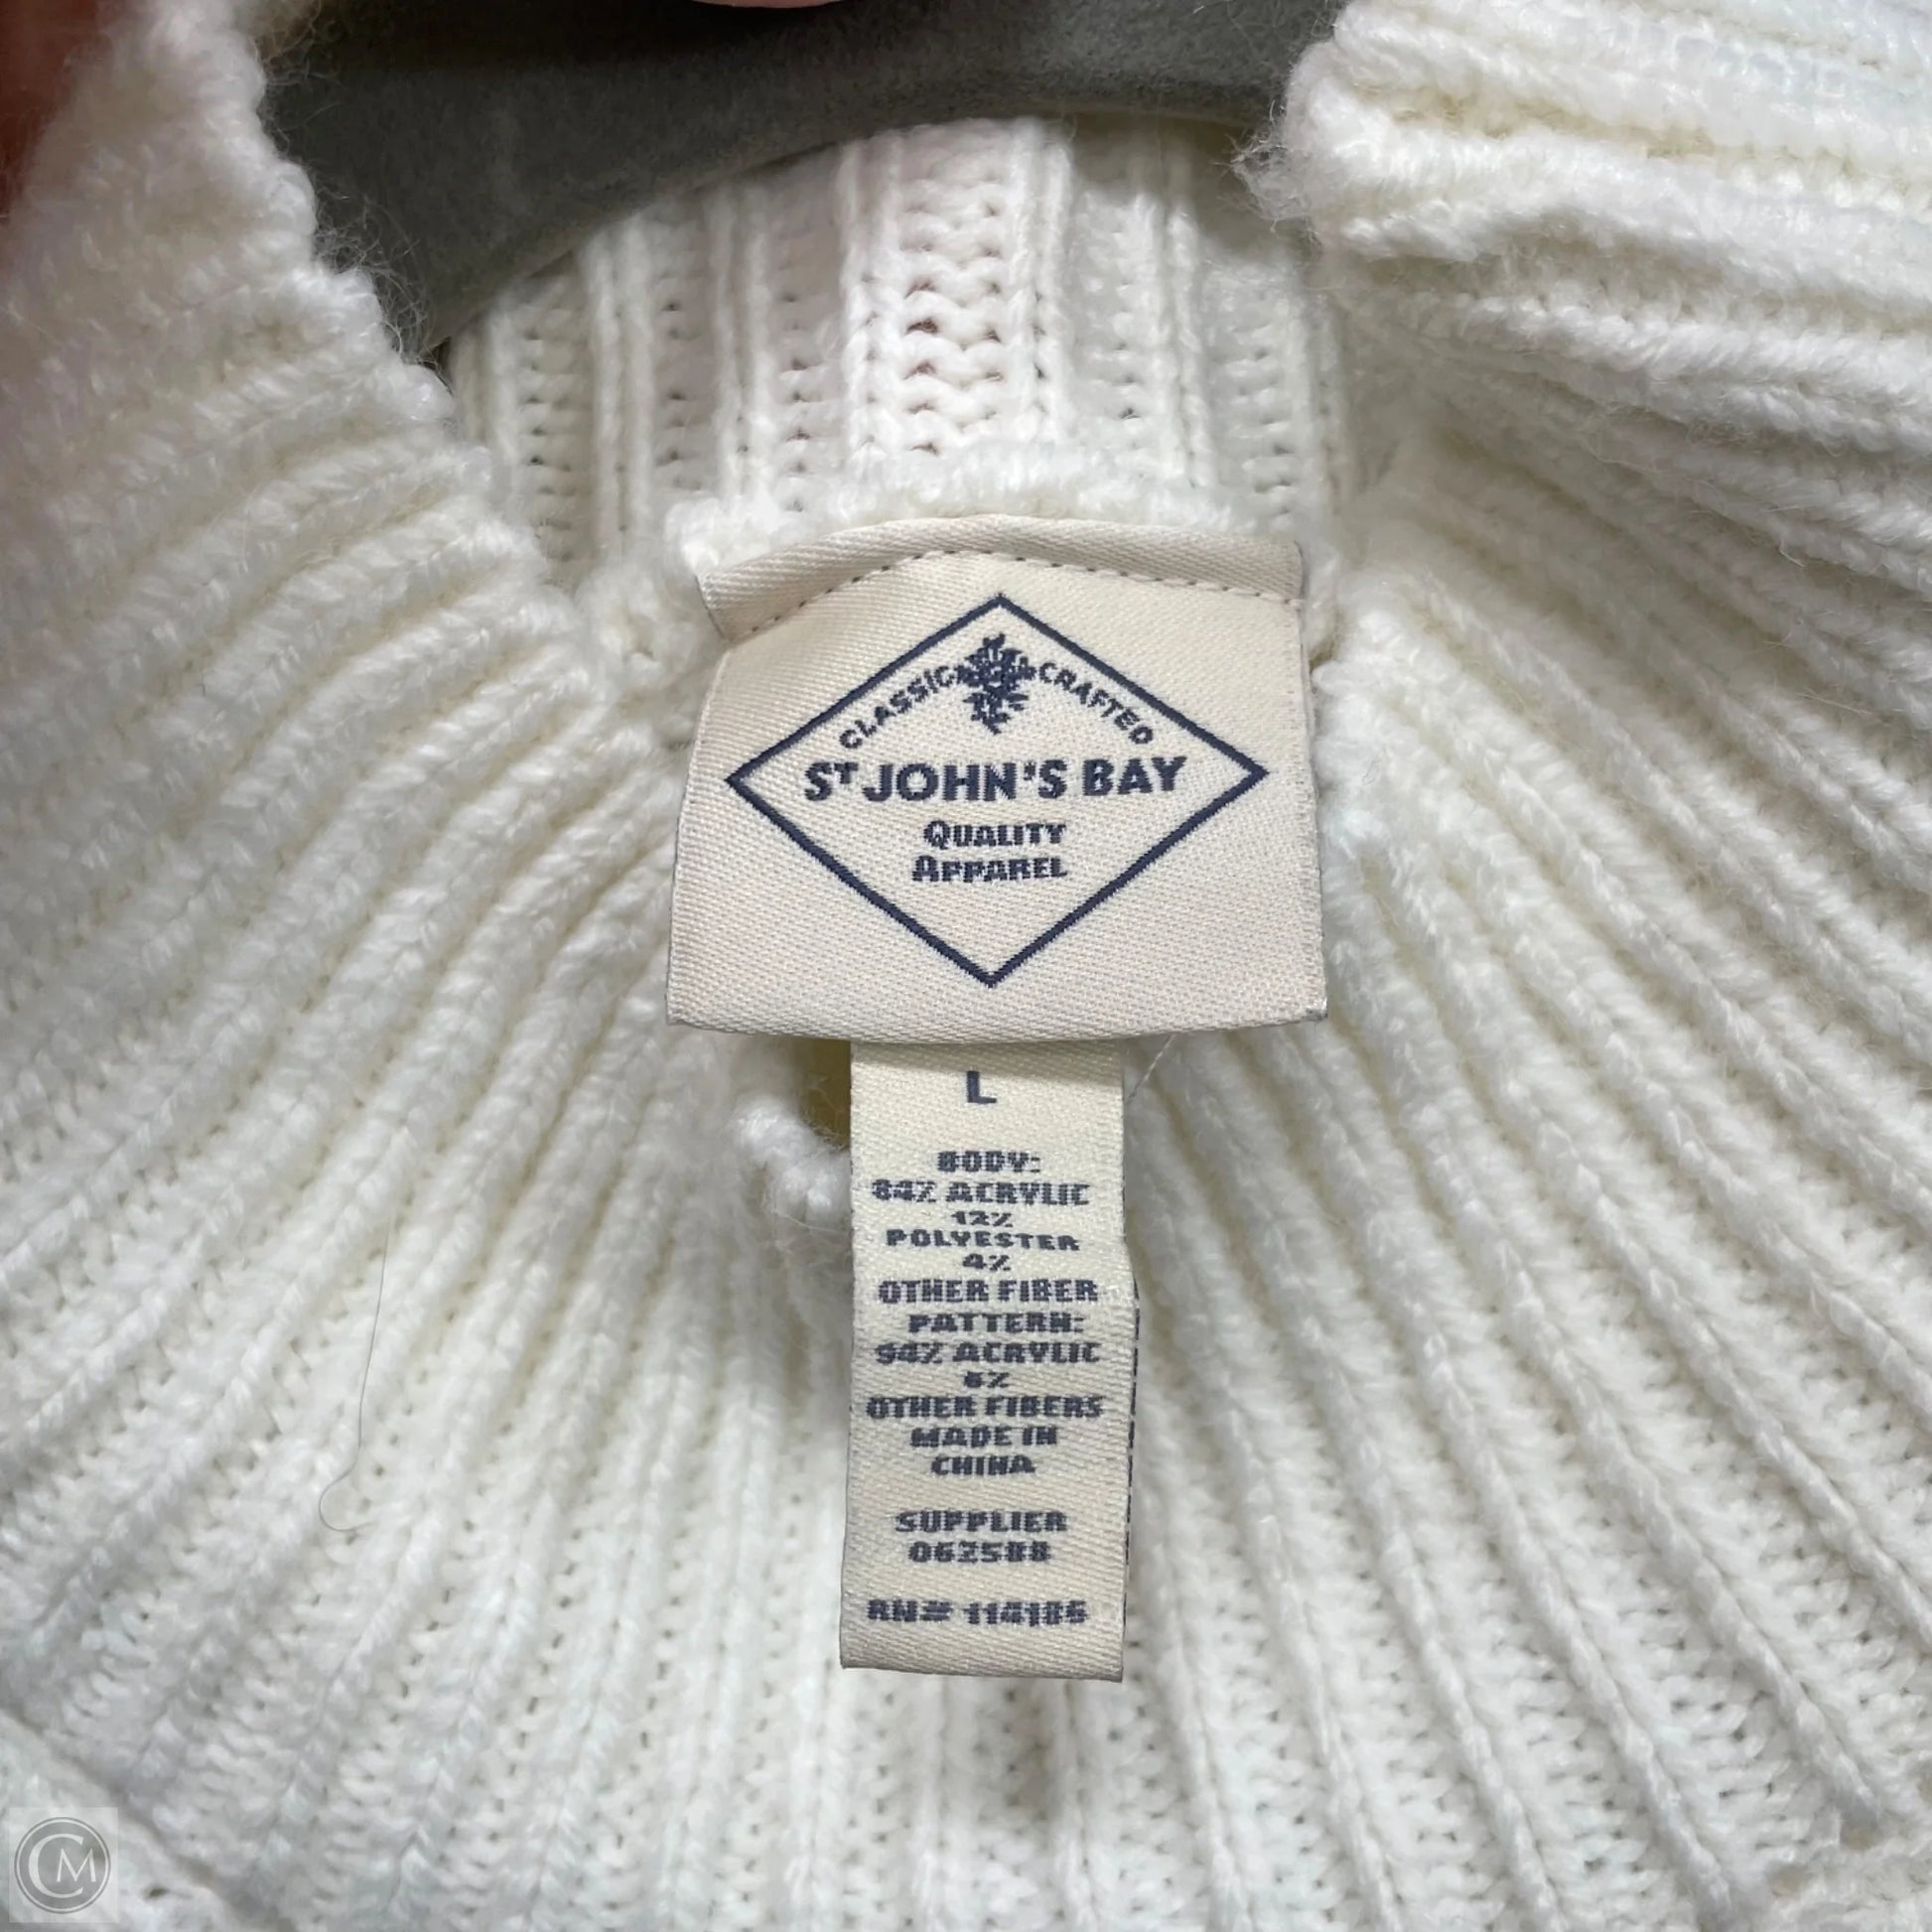 CLASSIC CRAFTED
ST JOHN'S BAY
QUALITY
APPAREL
L
BODY:
84% ACRYLIC
12%
POLYESTER
4%
OTHER FIBER
PATTERN:
94% ACRYLIC
6%
OTHER FIBERS
MADE IN
CHINA
SUPPLIER
062588
RN# 114185
CM